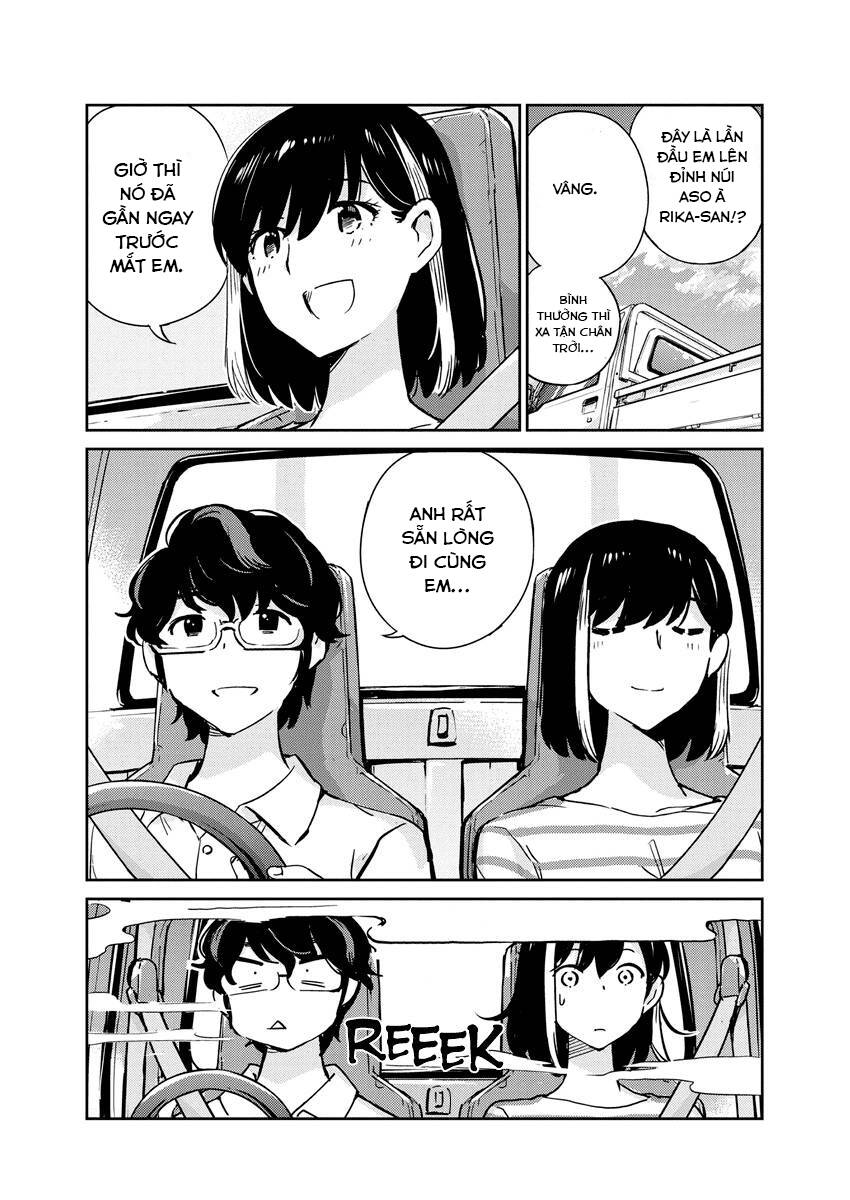 ĐÂY LÀ LẦN
ĐẦU EM LÊN
ĐỈNH NÚI
ASO À
RIKA-SAN!?
VÂNG.
BÌNH
THƯỜNG THÌ
XA TẬN CHÂN
TRỜI...
GIỜ THÌ
NÓ ĐÃ
GẦN NGAY
TRƯỚC
MẮT EM.
ANH RẤT
SẴN LÒNG
ĐI CÙNG
EM...
REEEK